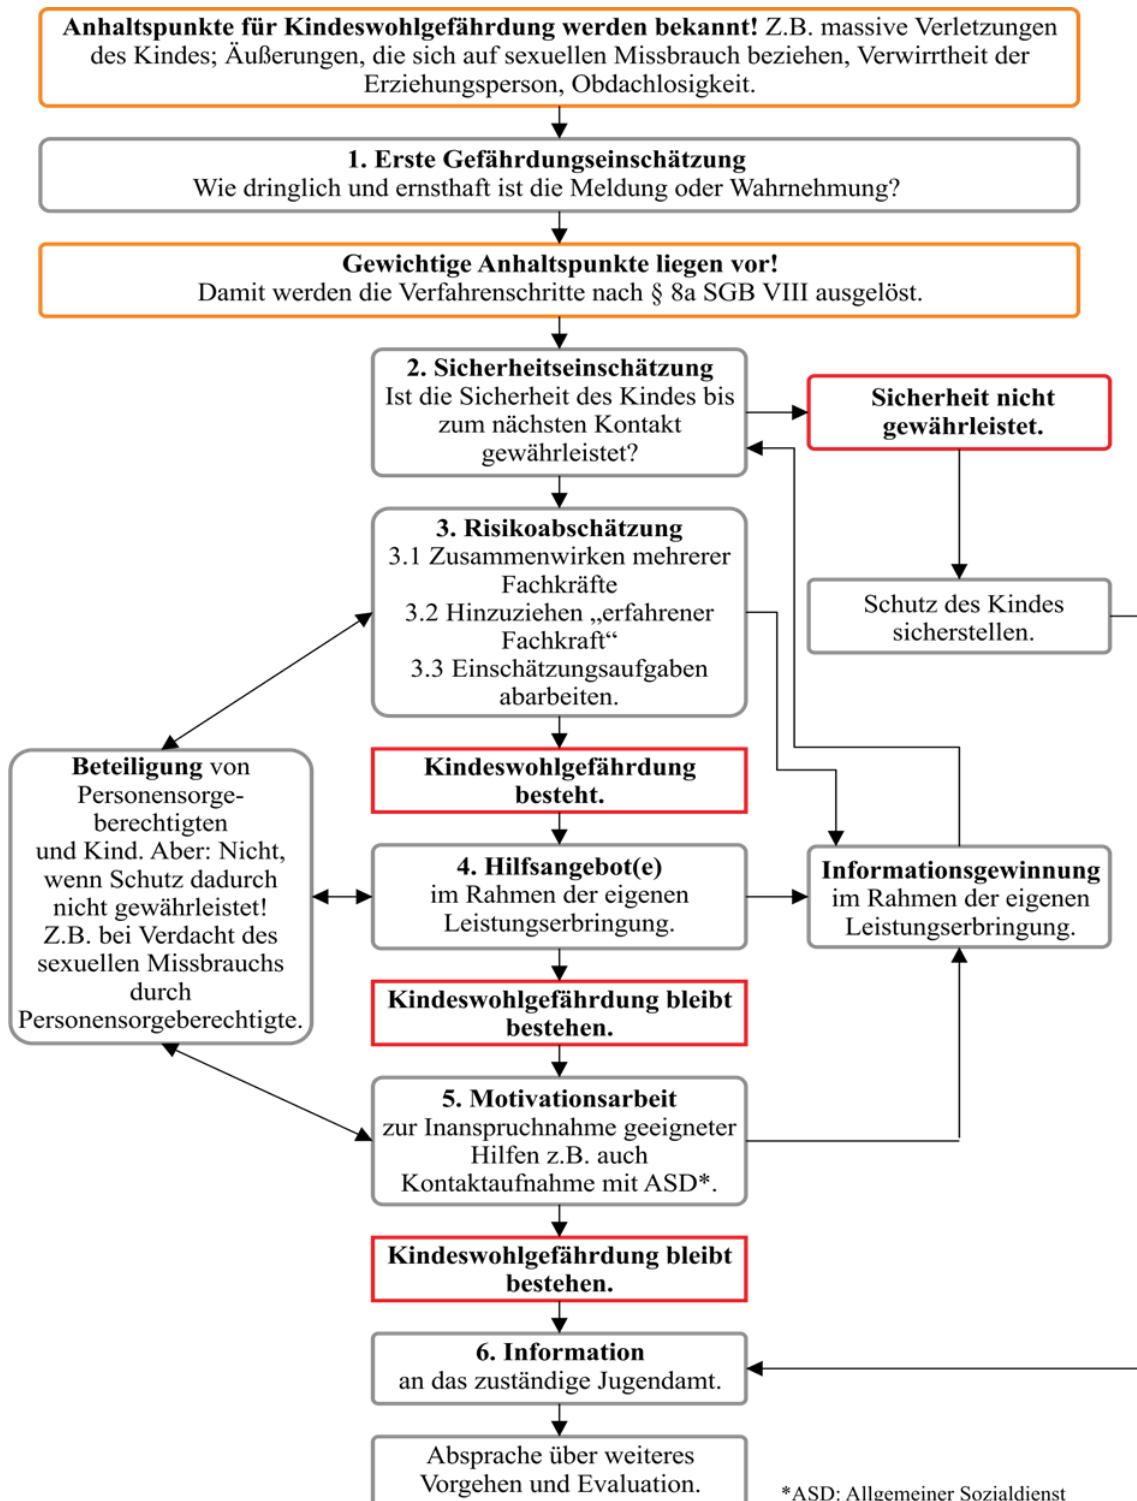 Anhaltspunkte für Kindeswohlgefährdung werden bekannt! Z.B. massive Verletzungen
des Kindes; Äußerungen, die sich auf sexuellen Missbrauch beziehen, Verwirrtheit der
Erziehungsperson, Obdachlosigkeit.
1. Erste Gefährdungseinschätzung
Wie dringlich und ernsthaft ist die Meldung oder Wahrnehmung?
Gewichtige Anhaltspunkte liegen vor!
Damit werden die Verfahrenschritte nach § 8a SGB VIII ausgelöst.
2. Sicherheitseinschätzung
Ist die Sicherheit des Kindes bis
zum nächsten Kontakt
gewährleistet?
Sicherheit nicht
gewährleistet.
3. Risikoabschätzung
3.1 Zusammenwirken mehrerer
Fachkräfte
3.2 Hinzuziehen „erfahrener
Fachkraft“
3.3 Einschätzungsaufgaben
abarbeiten.
Schutz des Kindes
sicherstellen.
Kindeswohlgefährdung
besteht.
Beteiligung von
Personensorge-
berechtigten
und Kind. Aber: Nicht,
wenn Schutz dadurch
nicht gewährleistet!
Z.B. bei Verdacht des
sexuellen Missbrauchs
durch
Personensorgeberechtigte.
4. Hilfsangebot(e)
im Rahmen der eigenen
Leistungserbringung.
Informationsgewinnung
im Rahmen der eigenen
Leistungserbringung.
Kindeswohlgefährdung bleibt
bestehen.
5. Motivationsarbeit
zur Inanspruchnahme geeigneter
Hilfen z.B. auch
Kontaktaufnahme mit ASD*.
Kindeswohlgefährdung bleibt
bestehen.
6. Information
an das zuständige Jugendamt.
Absprache über weiteres
Vorgehen und Evaluation.
*ASD: Allgemeiner Sozialdienst